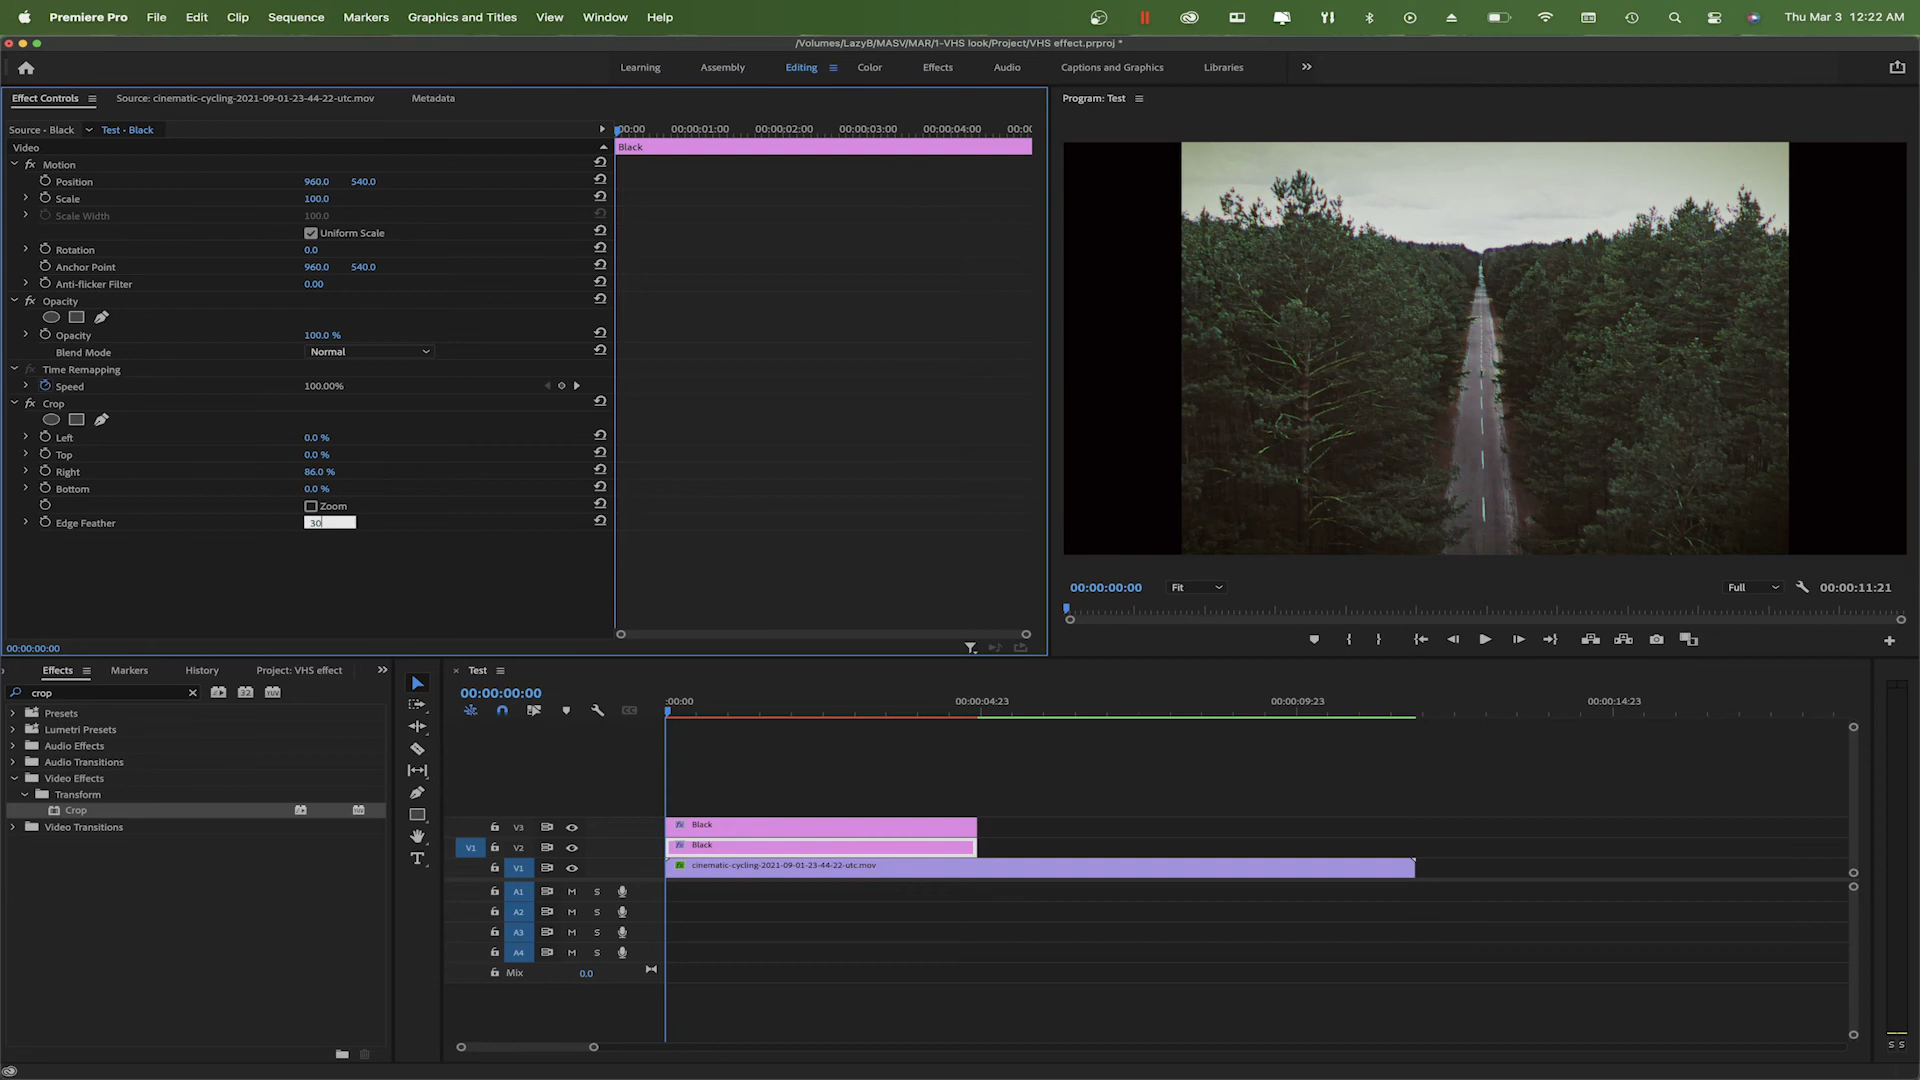 Premiere Pro File Edit Clip Sequence Markers Graphics and Titles View Window Help Thu Mar 3 12:22 AM
/Volumes/LazyB/MASV/MAR/1-VHS look/Project/VHS effect.prproj *
Learning Assembly Editing Color Effects Audio Captions and Graphics Libraries
Effect Controls Source: cinematic-cycling-2021-09-01-23-44-22-utc.mov Metadata
Program: Test
Source • Black Test • Black
:00:00 00:00:01:00 00:00:02:00 00:00:03:00 00:00:04:00 00:00
Video
Black
Motion
Position 960.0 540.0
Scale 100.0
Scale Width 100.0
Uniform Scale
Rotation 0.0
Anchor Point 960.0 540.0
Anti-flicker Filter 0.00
Opacity
Opacity 100.0 %
Blend Mode Normal
Time Remapping
Speed 100.00%
Crop
Left 0.0 %
Top 0.0 %
Right 86.0 %
Bottom 0.0 %
Zoom
Edge Feather 30
00:00:00:00
00:00:00:00 Fit Full 00:00:11:21
Effects Markers History Project: VHS effect
crop
32
YUV
Presets
Lumetri Presets
Audio Effects
Audio Transitions
Video Effects
Transform
Crop
Video Transitions
Test
00:00:00:00
CC
:00:00 00:00:04:23 00:00:09:23 00:00:14:23
V3 Black
V1 V2 Black
V1 cinematic-cycling-2021-09-01-23-44-22-utc.mov
A1 M S
A2 M S
A3 M S
A4 M S
Mix 0.0
S S